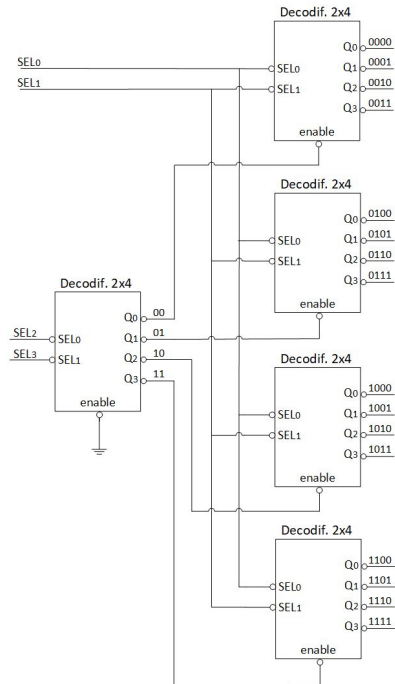 Decodif. 2x4
SEL0
SEL1
SEL0
SEL1
Q0 0000
Q1 0001
Q2 0010
Q3 0011
enable
Decodif. 2x4
SEL0
SEL1
Q0 0100
Q1 0101
Q2 0110
Q3 0111
enable
Decodif. 2x4
SEL2
SEL3
SEL0
SEL1
Q0 00
Q1 01
Q2 10
Q3 11
enable
Decodif. 2x4
SEL0
SEL1
Q0 1000
Q1 1001
Q2 1010
Q3 1011
enable
Decodif. 2x4
SEL0
SEL1
Q0 1100
Q1 1101
Q2 1110
Q3 1111
enable